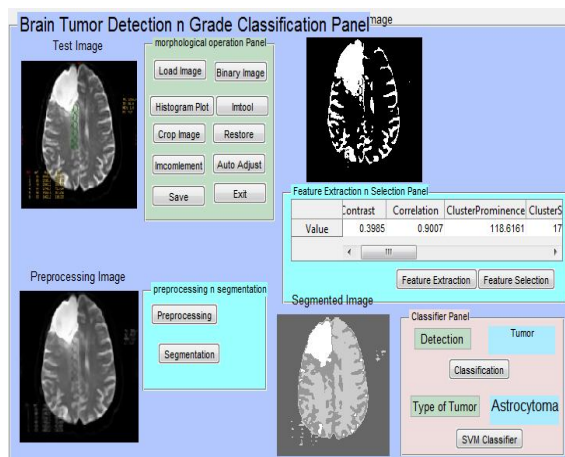 Brain Tumor Detection n Grade Classification Panel
mage
Test Image
morphological operation Panel
Load Image
Binary Image
Histogram Plot
Imtool
Crop Image
Restore
Imcomlement
Auto Adjust
Save
Exit
Feature Extraction n Selection Panel
Contrast Correlation ClusterProminence ClusterS
Value 0.3985 0.9007 118.6161 17
Feature Extraction
Feature Selection
Preprocessing Image
preprocessing n segmentation
Preprocessing
Segmentation
Segmented Image
Classifier Panel
Detection
Tumor
Classification
Type of Tumor
Astrocytoma
SVM Classifier